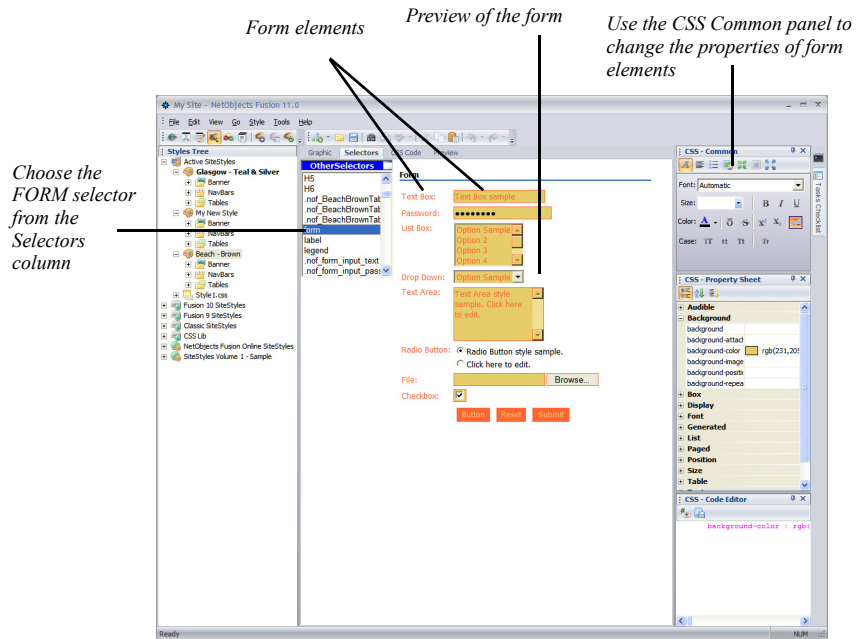 Form elements
Preview of the form
Use the CSS Common panel to
change the properties of form
elements
Choose the
FORM selector
from the
Selectors
column
My Site - NetObjects Fusion 11.0
File Edit View Go Style Tools Help
Styles Tree
Active SiteStyles
Glasgow - Teal & Silver
Banner
NavBars
Tables
My New Style
Banner
NavBars
Tables
Beach - Brown
Banner
NavBars
Tables
Style1.css
Fusion 10 SiteStyles
Fusion 9 SiteStyles
Classic SiteStyles
CSS Lib
NetObjects Fusion Online SiteStyles
SiteStyles Volume 1 - Sample
Graphic Selectors CSS Code Preview
OtherSelectors
H5
H6
.nof_BeachBrownTab
.nof_BeachBrownTab
.nof_BeachBrownTab
form
label
legend
.nof_form_input_text
.nof_form_input_pass
Form
Text Box: Text Box sample
Password:
List Box: Option Sample
Option 2
Option 3
Option 4
Drop Down: Option Sample
Text Area: Text Area style
sample. Click here
to edit.
Radio Button: Radio Button style sample.
Click here to edit.
File: Browse...
Checkbox:
Button Reset Submit
CSS - Common
Font: Automatic
Size: B I U
Color: A S X² X₂
Case: TT tt Tt Tr
Tasks Checklist
CSS - Property Sheet
Audible
Background
background
background-attach
background-color rgb(231,205
background-image
background-positic
background-repea
Box
Display
Font
Generated
List
Paged
Position
Size
Table
CSS - Code Editor
background-color : rgb(
Ready
NUM